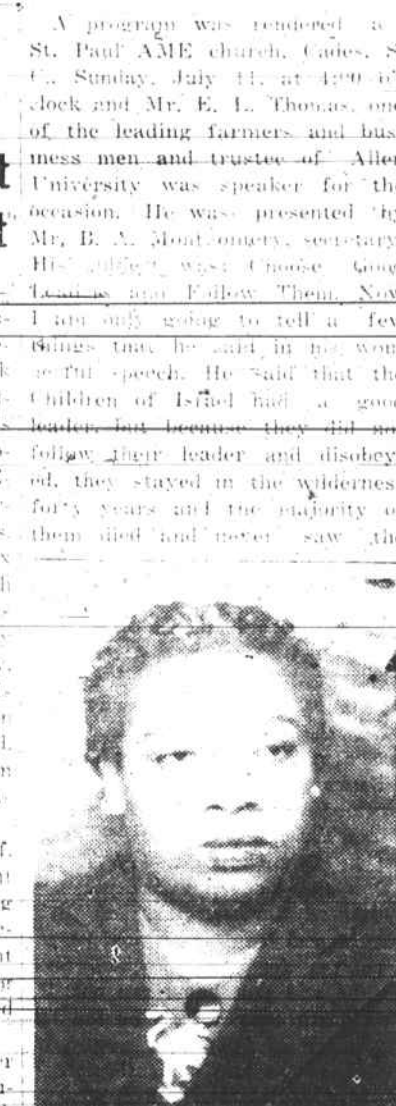 A program was rendered a
St. Paul AME church, Cades, S
C., Sunday, July 11, at 4:00 o'
clock and Mr. E. L. Thomas, one
of the leading farmers and bus
iness men and trustee of Allen
University was speaker for the
occasion. He was presented by
Mr. B. A. Montgomery, secretary.
His subject was: Choose Good
Leaders and Follow Them. Now
I am only going to tell a few
things that he said in his won
derful speech. He said that the
Children of Israel had a good
leader, but because they did not
follow their leader and disobey
ed, they stayed in the wilderness
forty years and the majority of
them died and never saw the